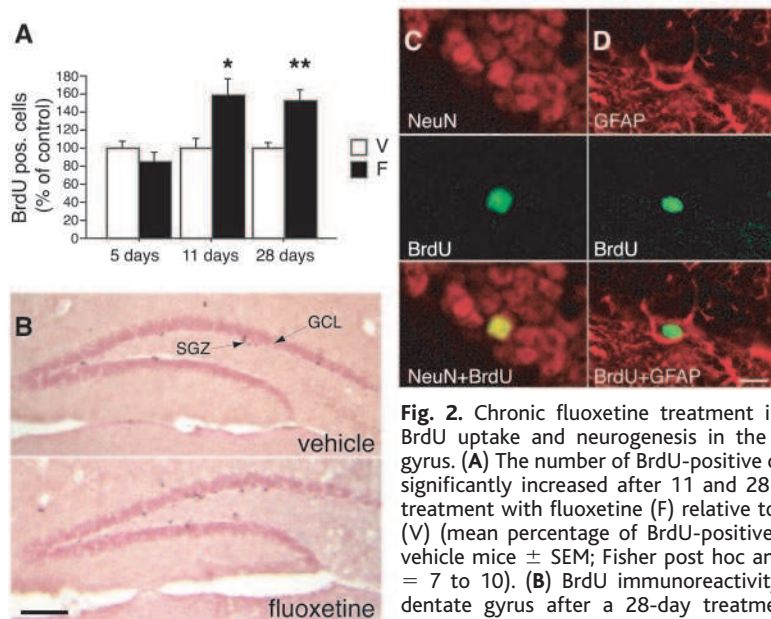 A
BrdU pos. cells
(% of control)
180
160
140
120
100
80
60
40
20
0
*
**
V
F
5 days
11 days
28 days
B
SGZ
GCL
vehicle
fluoxetine
C
NeuN
BrdU
NeuN+BrdU
D
GFAP
BrdU
BrdU+GFAP
Fig. 2. Chronic fluoxetine treatment i
BrdU uptake and neurogenesis in the
gyrus. (A) The number of BrdU-positive
significantly increased after 11 and 28
treatment with fluoxetine (F) relative to
(V) (mean percentage of BrdU-positive
vehicle mice ± SEM; Fisher post hoc an
= 7 to 10). (B) BrdU immunoreactivity
dentate gyrus after a 28-day treatme